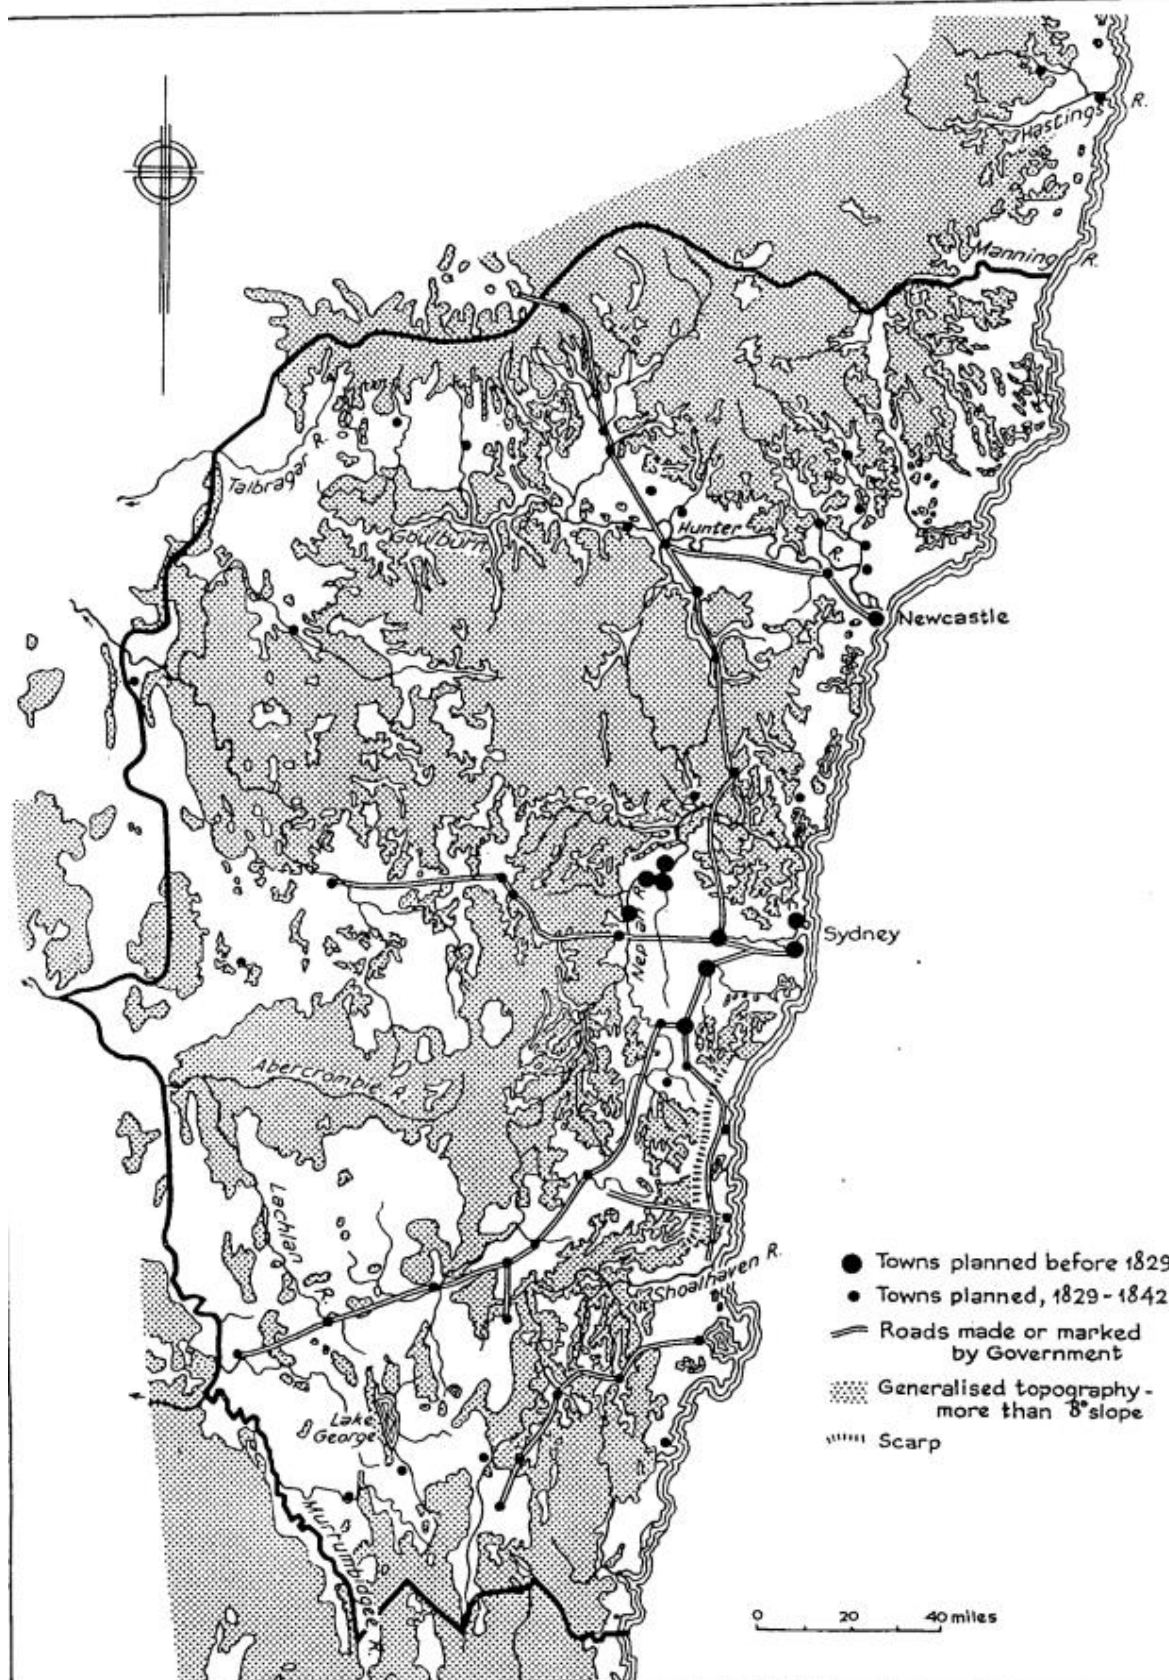 Hastings R.
Manning R.
Talbragar R.
Goulburn
Hunter
R.
Newcastle
Colo R.
Nepean R.
Sydney
Abercrombie R.
Lachlan
R.
Shoalhaven R.
Towns planned before 1829
Towns planned, 1829-1842
Roads made or marked
by Government
Generalised topography -
more than 8° slope
Scarp
Lake
George
Murrumbidgee R.
0 20 40 miles